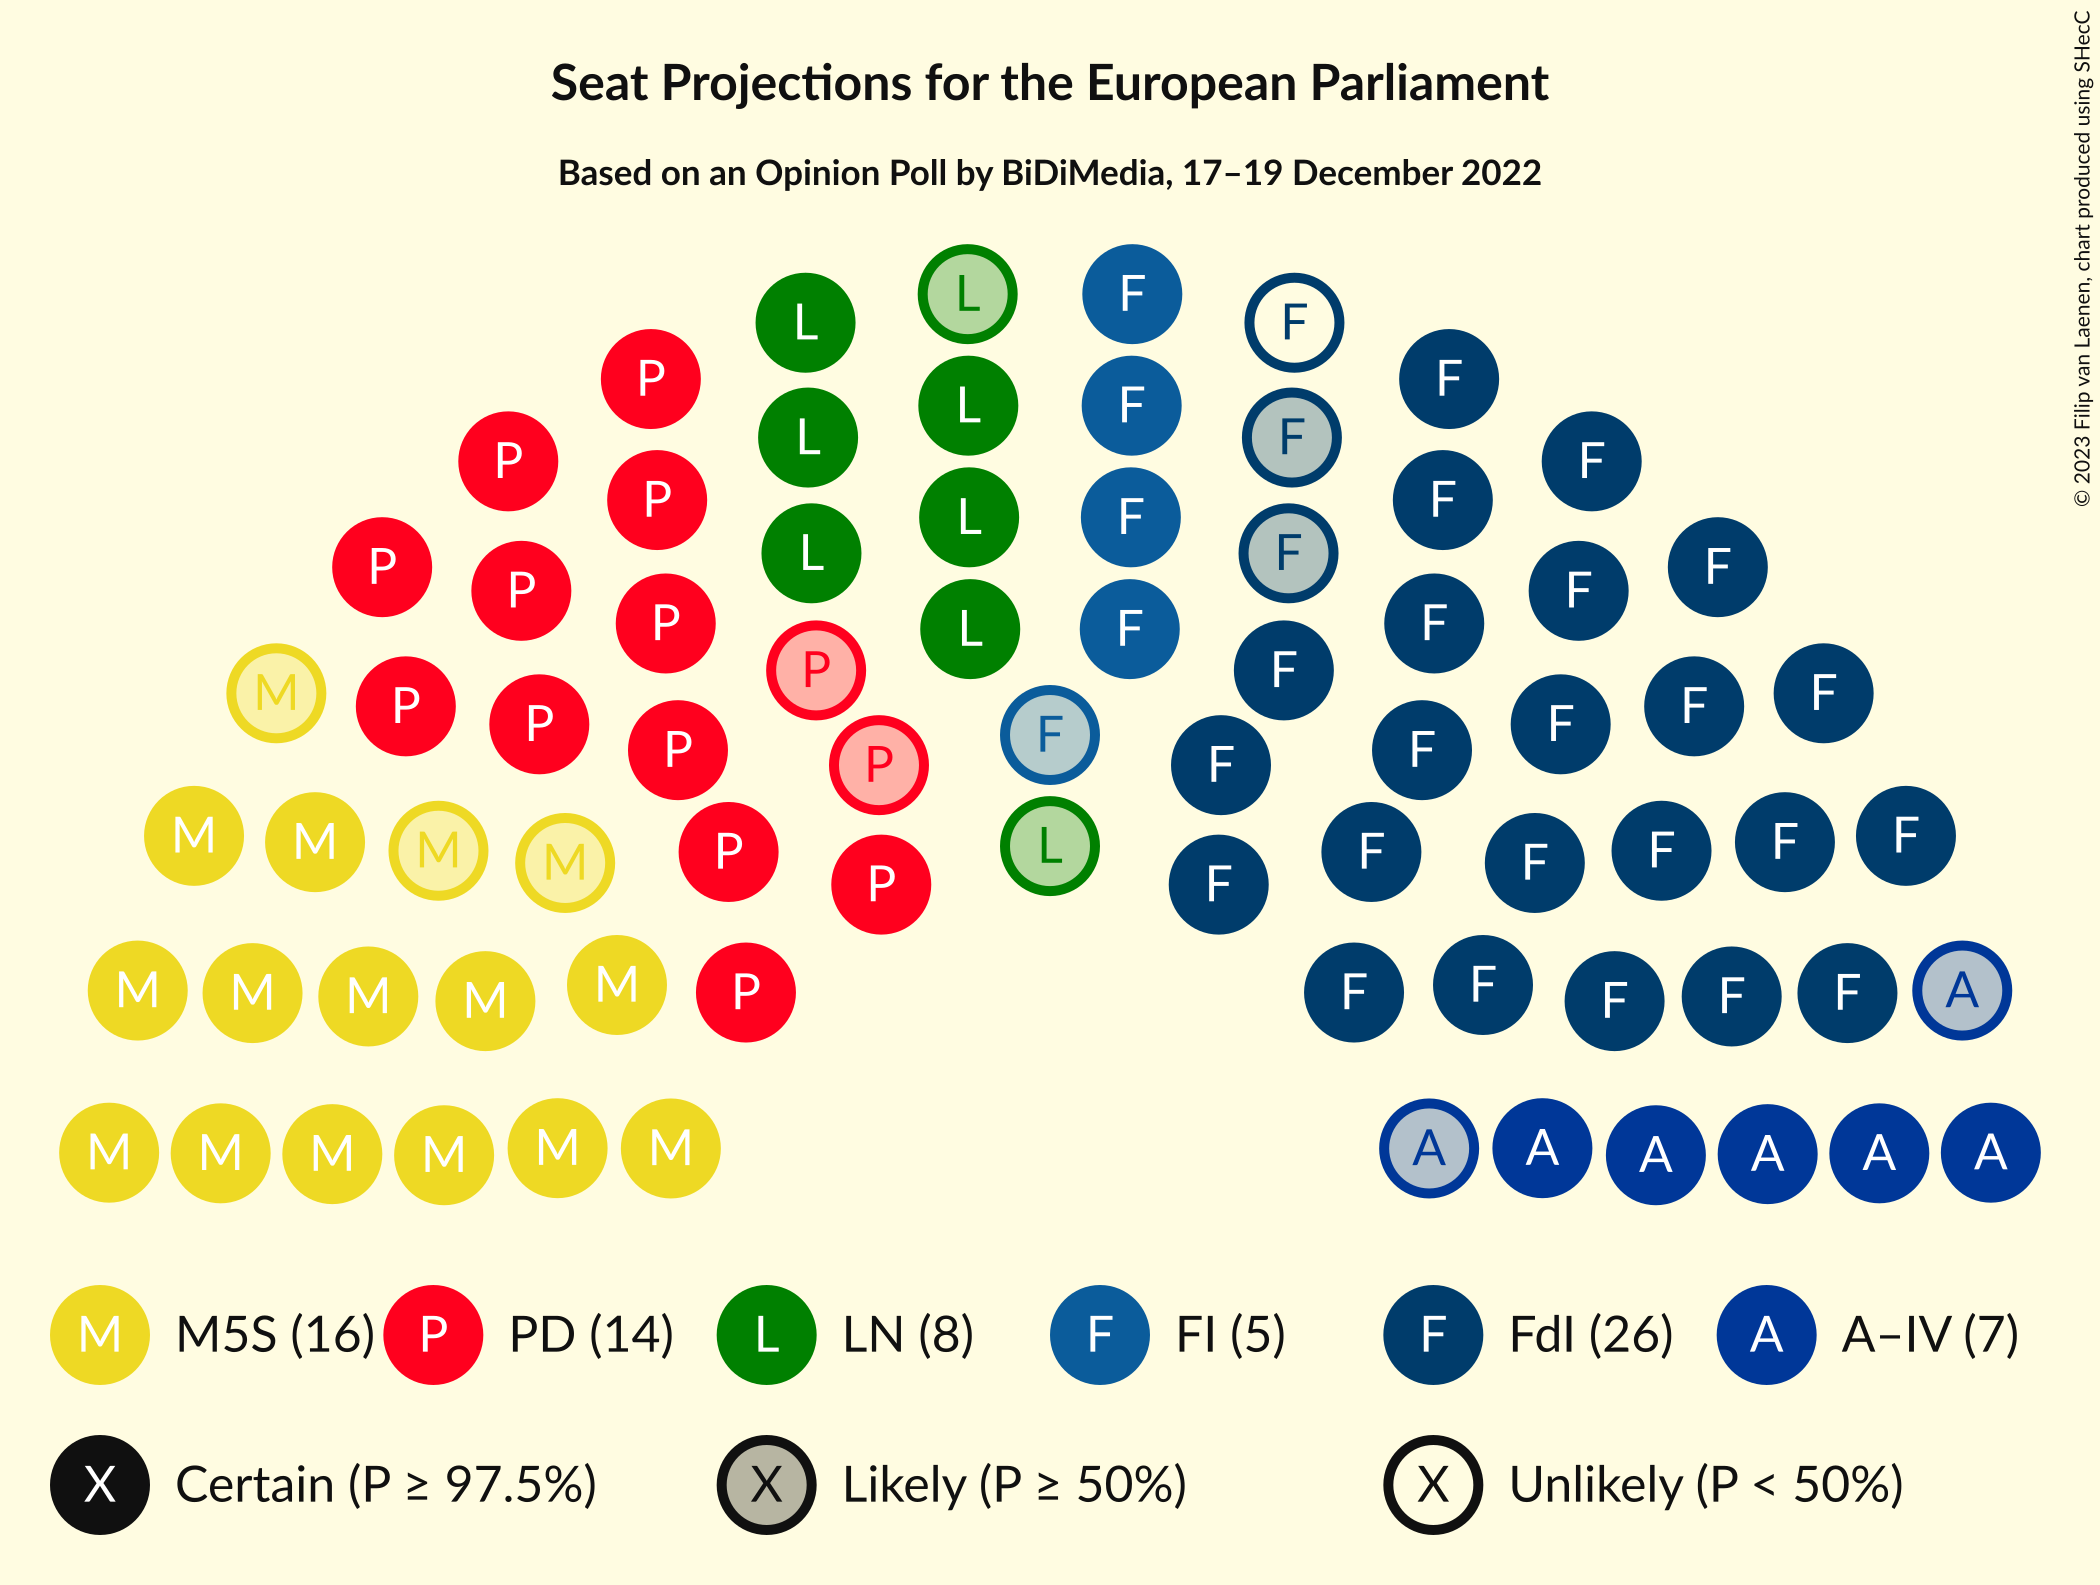 Seat Projections for the European Parliament
Based on an Opinion Poll by BiDiMedia, 17–19 December 2022
© 2023 Filip van Laenen, chart produced using SHecC
L F
L F
P P F F
L F
L F
P F
P F
P F
L F
L F
P P F F
P F
L F
P F
M F
P P F F
P F
F
P F
P F
M M F F
L
M P F F
M F
P F
M M M F F A
M P F F
M F
M M M M M M A A A A A A
M M5S (16) P PD (14) L LN (8) F FI (5) F FdI (26) A A–IV (7)
X Certain (P ≥ 97.5%) X Likely (P ≥ 50%) X Unlikely (P < 50%)